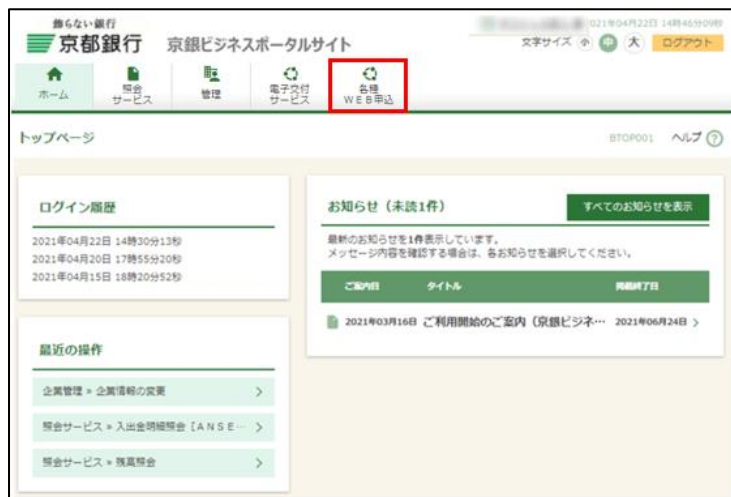 飾らない銀行
京都銀行 京銀ビジネスポータルサイト
021年04月22日 14時46分09秒
文字サイズ 小 中 大 ログアウト
ホーム
照会
サービス
管理
電子交付
サービス
各種
ＷＥＢ申込
トップページ
BTOP001 ヘルプ ?
ログイン履歴
2021年04月22日 14時30分13秒
2021年04月20日 17時55分20秒
2021年04月15日 18時20分52秒
お知らせ（未読1件）
すべてのお知らせを表示
最新のお知らせを1件表示しています。
メッセージ内容を確認する場合は、各お知らせを選択してください。
ご案内日 タイトル 掲載終了日
2021年03月16日 ご利用開始のご案内（京銀ビジネ… 2021年06月24日
最近の操作
企業管理 » 企業情報の変更
照会サービス » 入出金明細照会［ＡＮＳＥ…
照会サービス » 残高照会